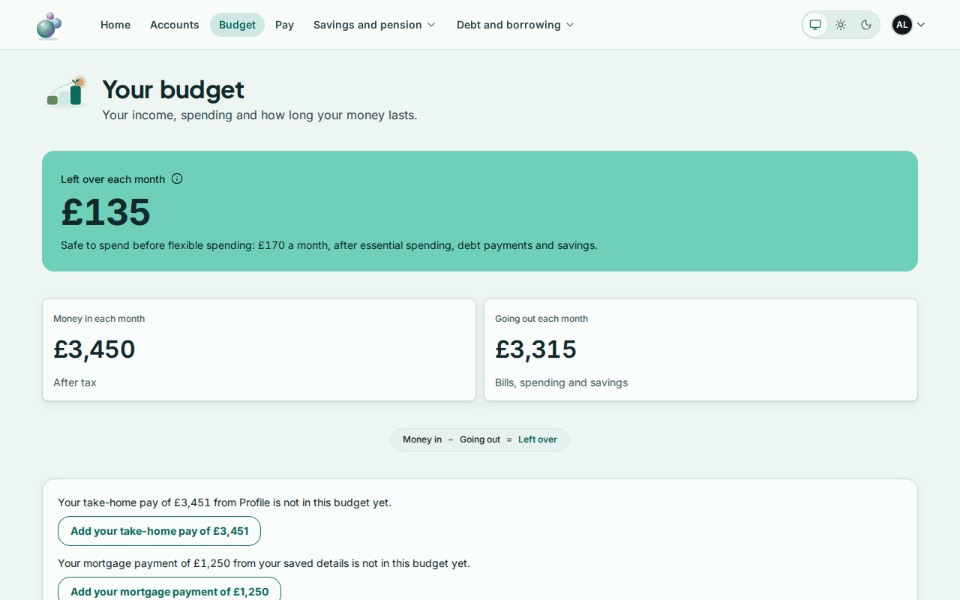 Home Accounts Budget Pay Savings and pension Debt and borrowing AL
Your budget
Your income, spending and how long your money lasts.
Left over each month
£135
Safe to spend before flexible spending: £170 a month, after essential spending, debt payments and savings.
Money in each month
£3,450
After tax
Going out each month
£3,315
Bills, spending and savings
Money in − Going out = Left over
Your take-home pay of £3,451 from Profile is not in this budget yet.
Add your take-home pay of £3,451
Your mortgage payment of £1,250 from your saved details is not in this budget yet.
Add your mortgage payment of £1,250